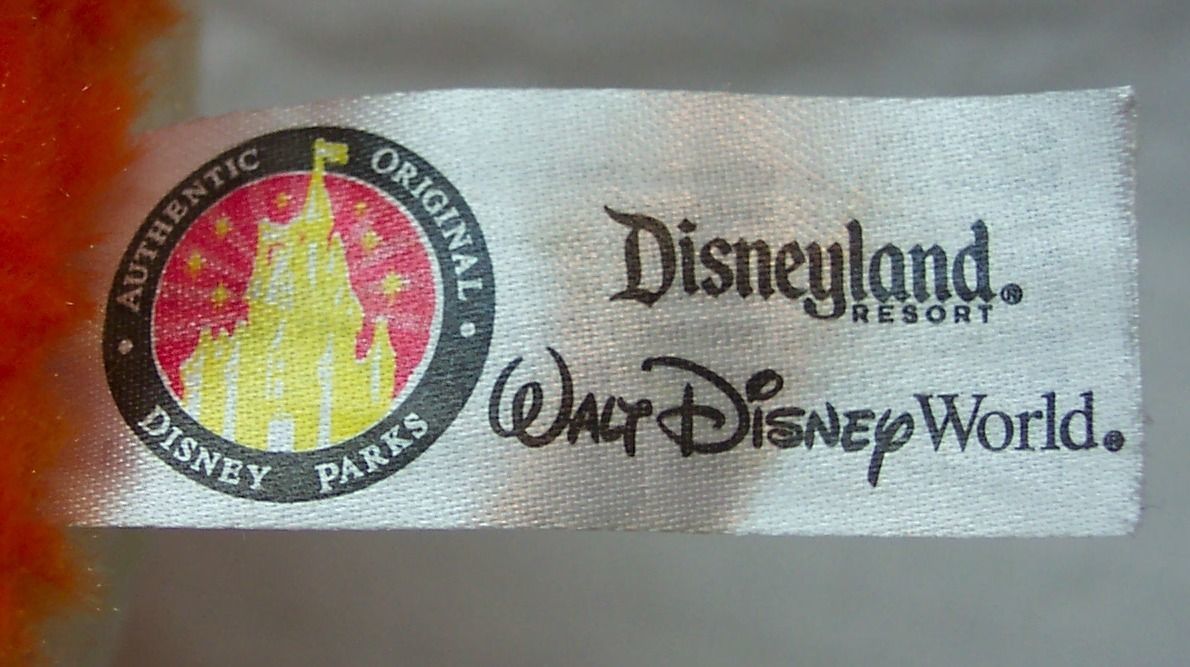 AUTHENTIC ORIGINAL
DISNEY PARKS
Disneyland®
RESORT
WALT DISNEY World®